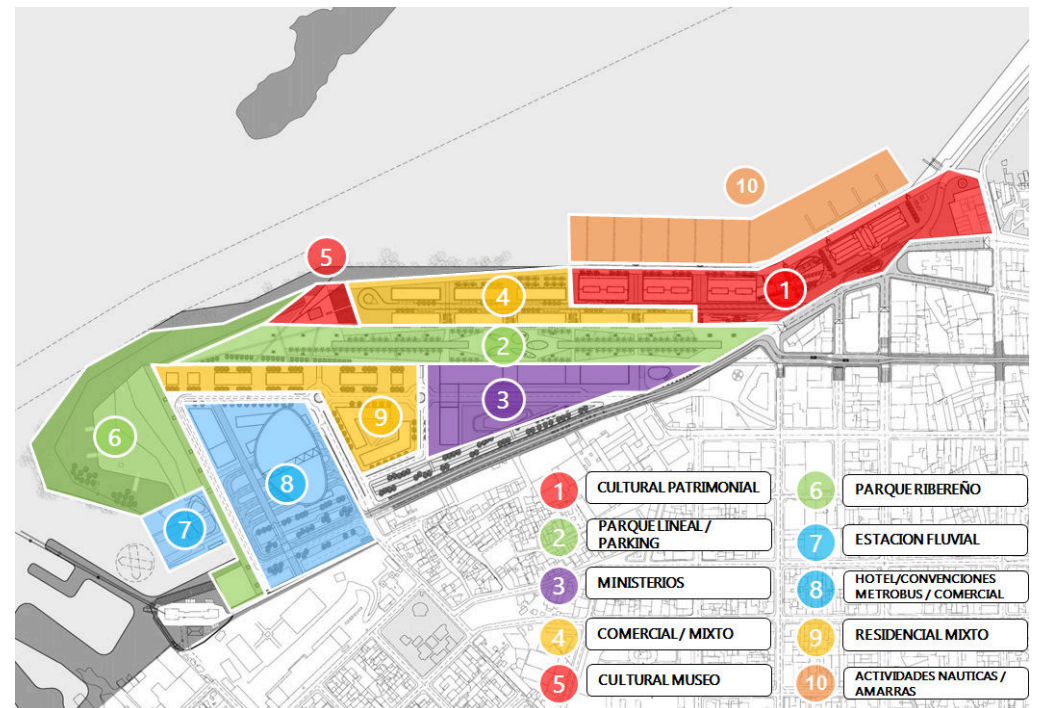 10
5
1
4
2
3
9
6
8
7
1 CULTURAL PATRIMONIAL
2 PARQUE LINEAL /
PARKING
3 MINISTERIOS
4 COMERCIAL / MIXTO
5 CULTURAL MUSEO
6 PARQUE RIBEREÑO
7 ESTACION FLUVIAL
8 HOTEL/CONVENCIONES
METROBUS / COMERCIAL
9 RESIDENCIAL MIXTO
10 ACTIVIDADES NAUTICAS /
AMARRAS